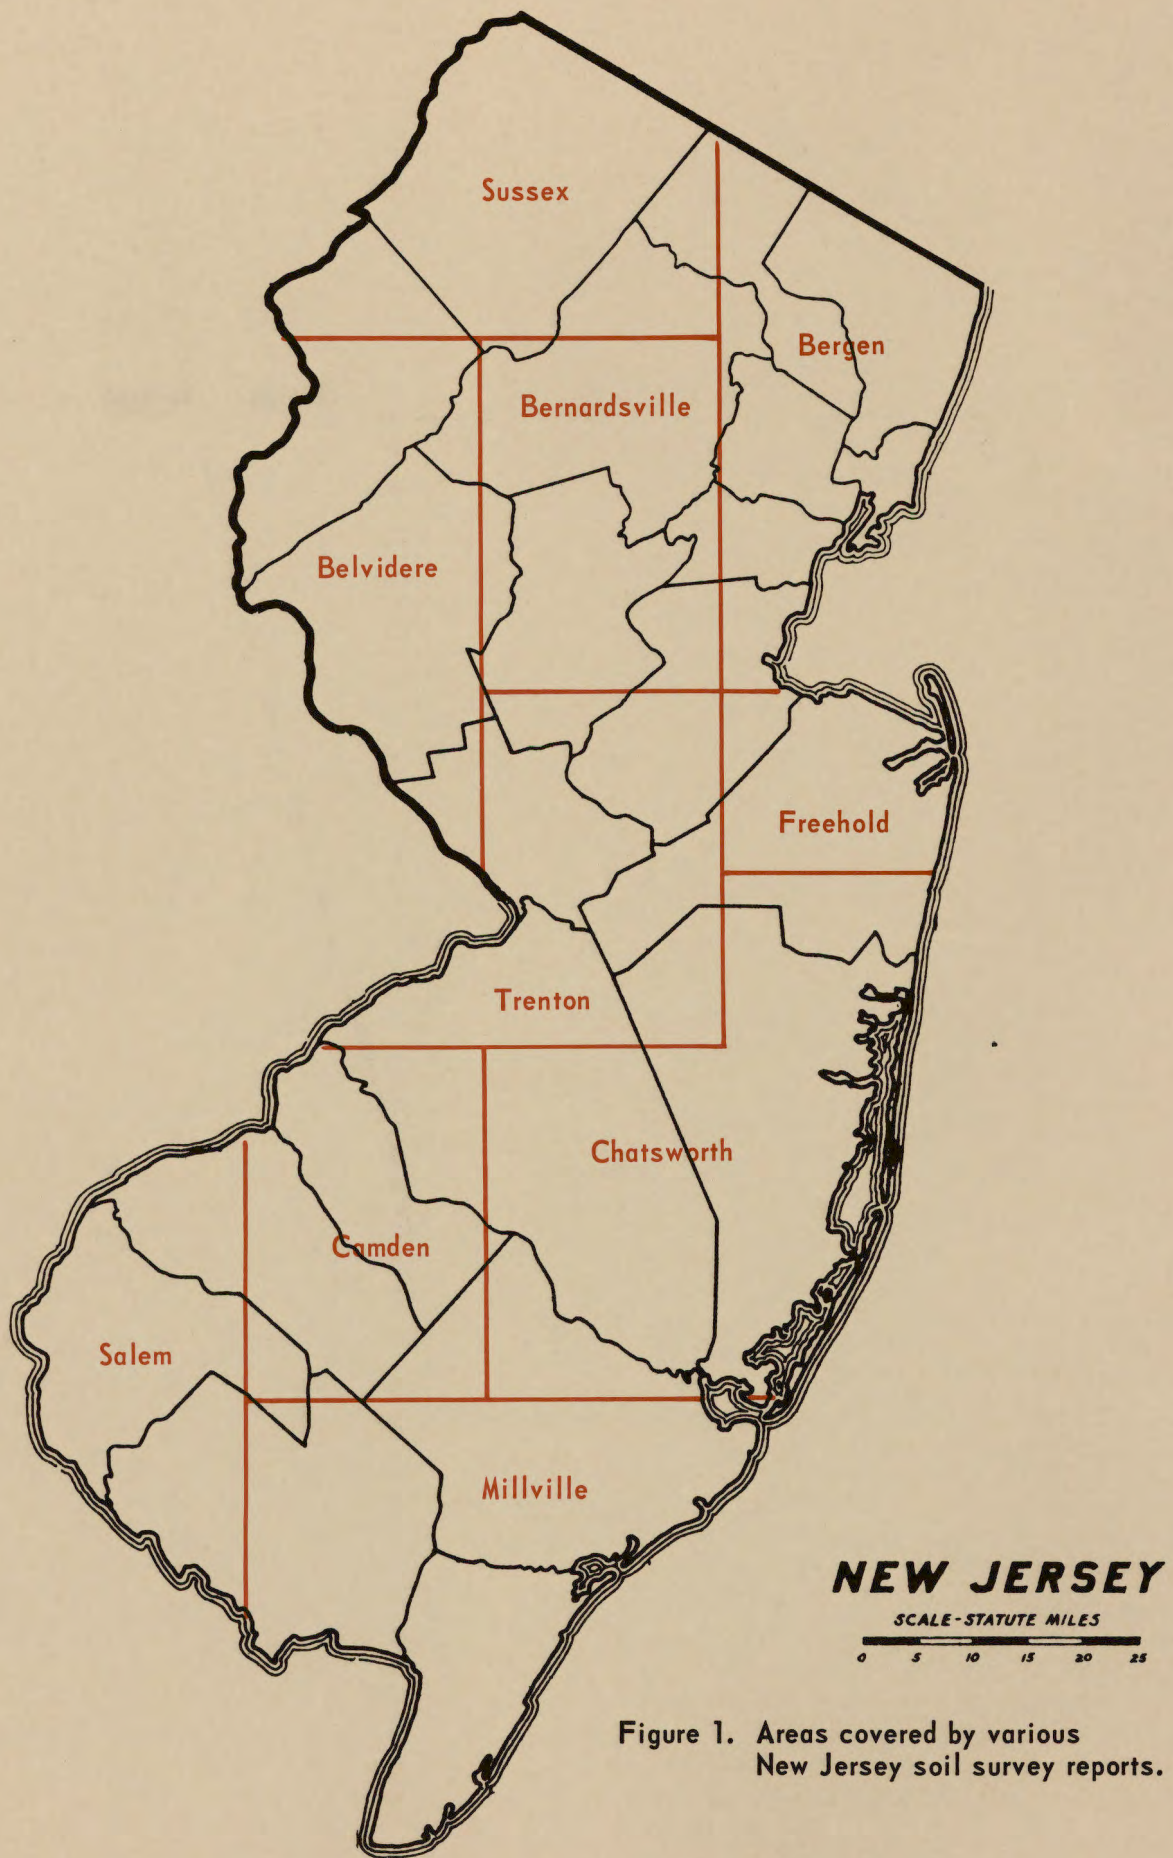 Sussex
Bergen
Bernardsville
Belvidere
Freehold
Trenton
Chatsworth
Camden
Salem
Millville
NEW JERSEY
SCALE-STATUTE MILES
0 5 10 15 20 25
Figure 1. Areas covered by various
New Jersey soil survey reports.